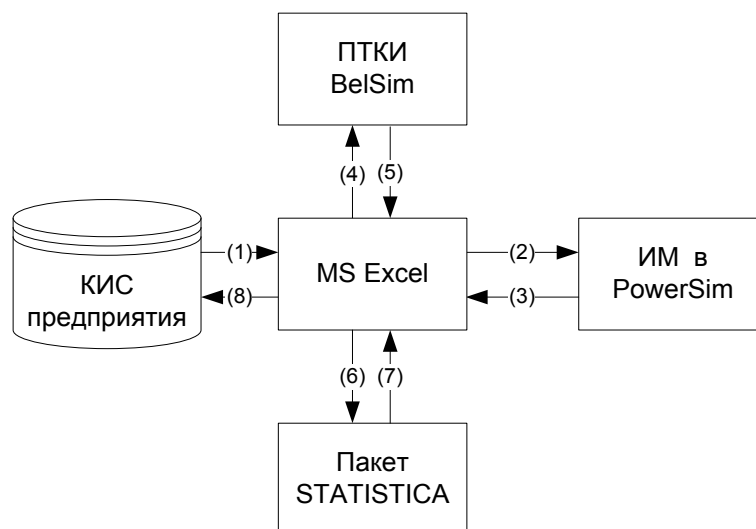 ПТКИ
BelSim
(4)
(5)
КИС
предприятия
(1)
(8)
MS Excel
(2)
(3)
ИМ в
PowerSim
(6)
(7)
Пакет
STATISTICA